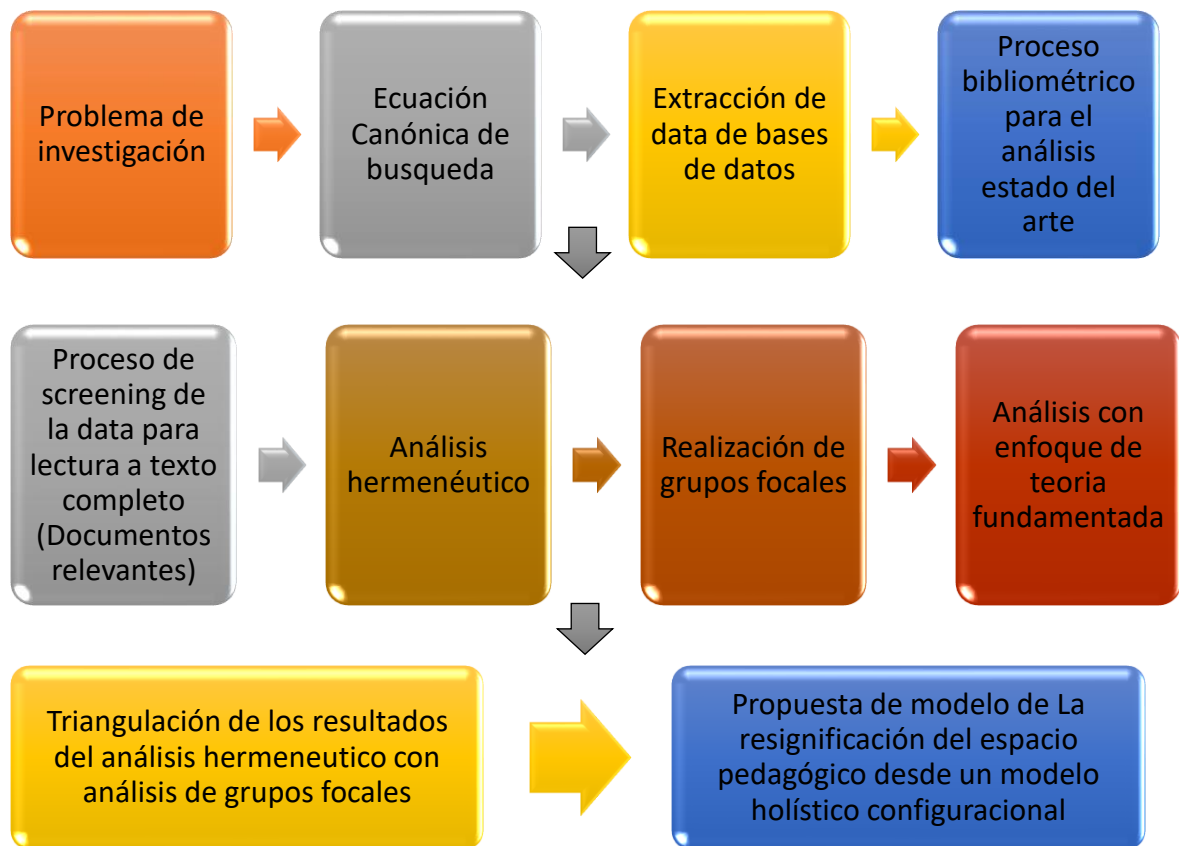 Problema de
investigación
Ecuación
Canónica de
busqueda
Extracción de
data de bases
de datos
Proceso
bibliométrico
para el
análisis
estado del
arte
Proceso de
screening de
la data para
lectura a texto
completo
(Documentos
relevantes)
Análisis
hermenéutico
Realización de
grupos focales
Análisis con
enfoque de
teoria
fundamentada
Triangulación de los resultados
del análisis hermeneutico con
análisis de grupos focales
Propuesta de modelo de La
resignificación del espacio
pedagógico desde un modelo
holístico configuracional